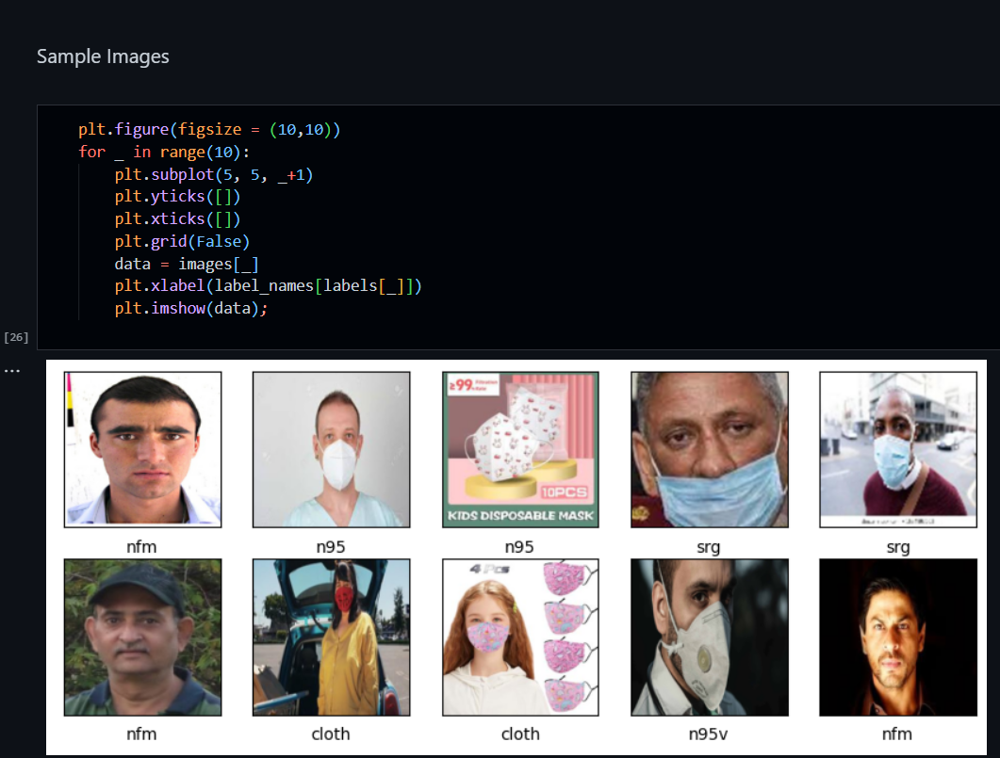 Sample Images
plt.figure(figsize = (10,10))
for _ in range(10):
plt.subplot(5, 5, _+1)
plt.yticks([])
plt.xticks([])
plt.grid(False)
data = images[_]
plt.xlabel(label_names[labels[_]])
plt.imshow(data);
[26]
...
≥99%
10PCS
KIDS DISPOSABLE MASK
nfm
n95
n95
srg
srg
4 Pcs
nfm
cloth
cloth
n95v
nfm